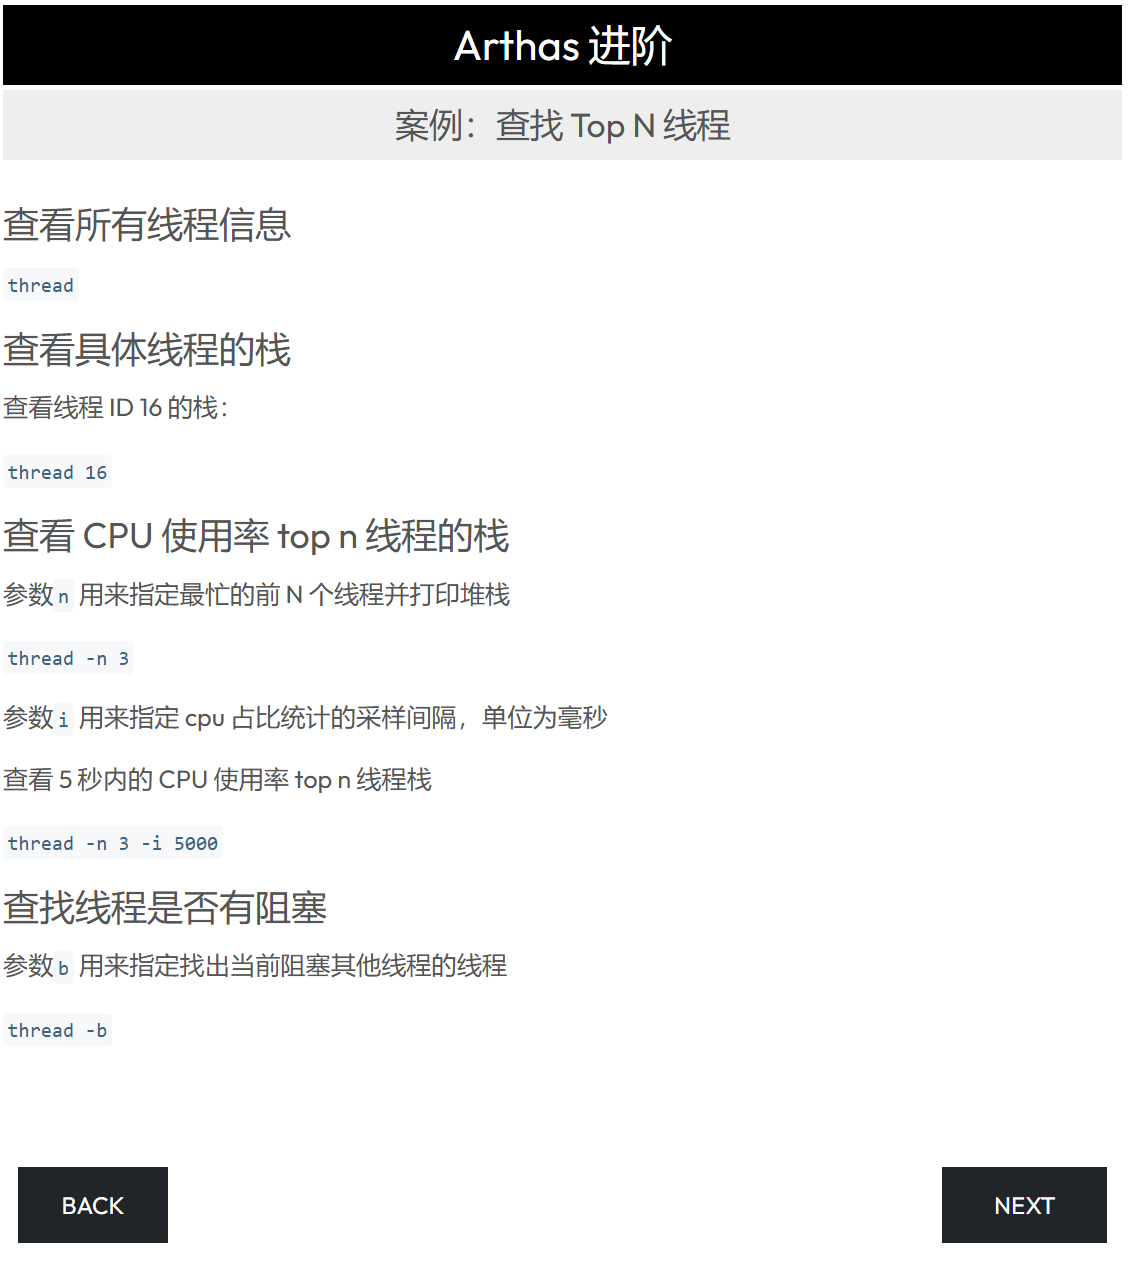 Arthas 进阶
案例：查找 Top N 线程
查看所有线程信息
thread
查看具体线程的栈
查看线程 ID 16 的栈：
thread 16
查看 CPU 使用率 top n 线程的栈
参数 n 用来指定最忙的前 N 个线程并打印堆栈
thread -n 3
参数 i 用来指定 cpu 占比统计的采样间隔，单位为毫秒
查看 5 秒内的 CPU 使用率 top n 线程栈
thread -n 3 -i 5000
查找线程是否有阻塞
参数 b 用来指定找出当前阻塞其他线程的线程
thread -b
BACK
NEXT